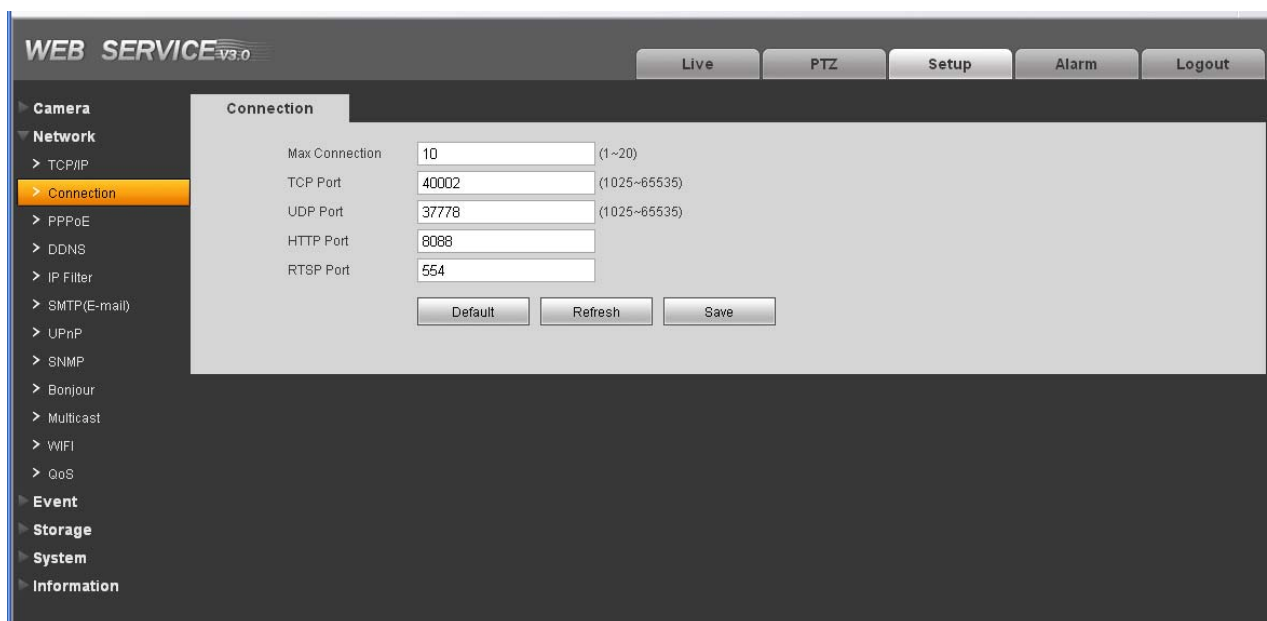 WEB SERVICE V3.0
Live PTZ Setup Alarm Logout
Camera
Network
> TCP/IP
> Connection
> PPPoE
> DDNS
> IP Filter
> SMTP(E-mail)
> UPnP
> SNMP
> Bonjour
> Multicast
> WIFI
> QoS
Event
Storage
System
Information
Connection
Max Connection 10 (1~20)
TCP Port 40002 (1025~65535)
UDP Port 37778 (1025~65535)
HTTP Port 8088
RTSP Port 554
Default Refresh Save